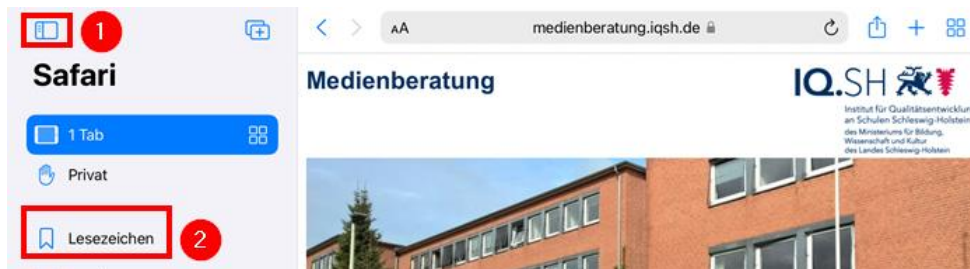 1
AA
medienberatung.iqsh.de
Safari
Medienberatung
IQ.SH
Institut für Qualitätsentwicklun
an Schulen Schleswig-Holstein
des Ministeriums für Bildung,
Wissenschaft und Kultur
des Landes Schleswig-Holstein
1 Tab
Privat
Lesezeichen
2